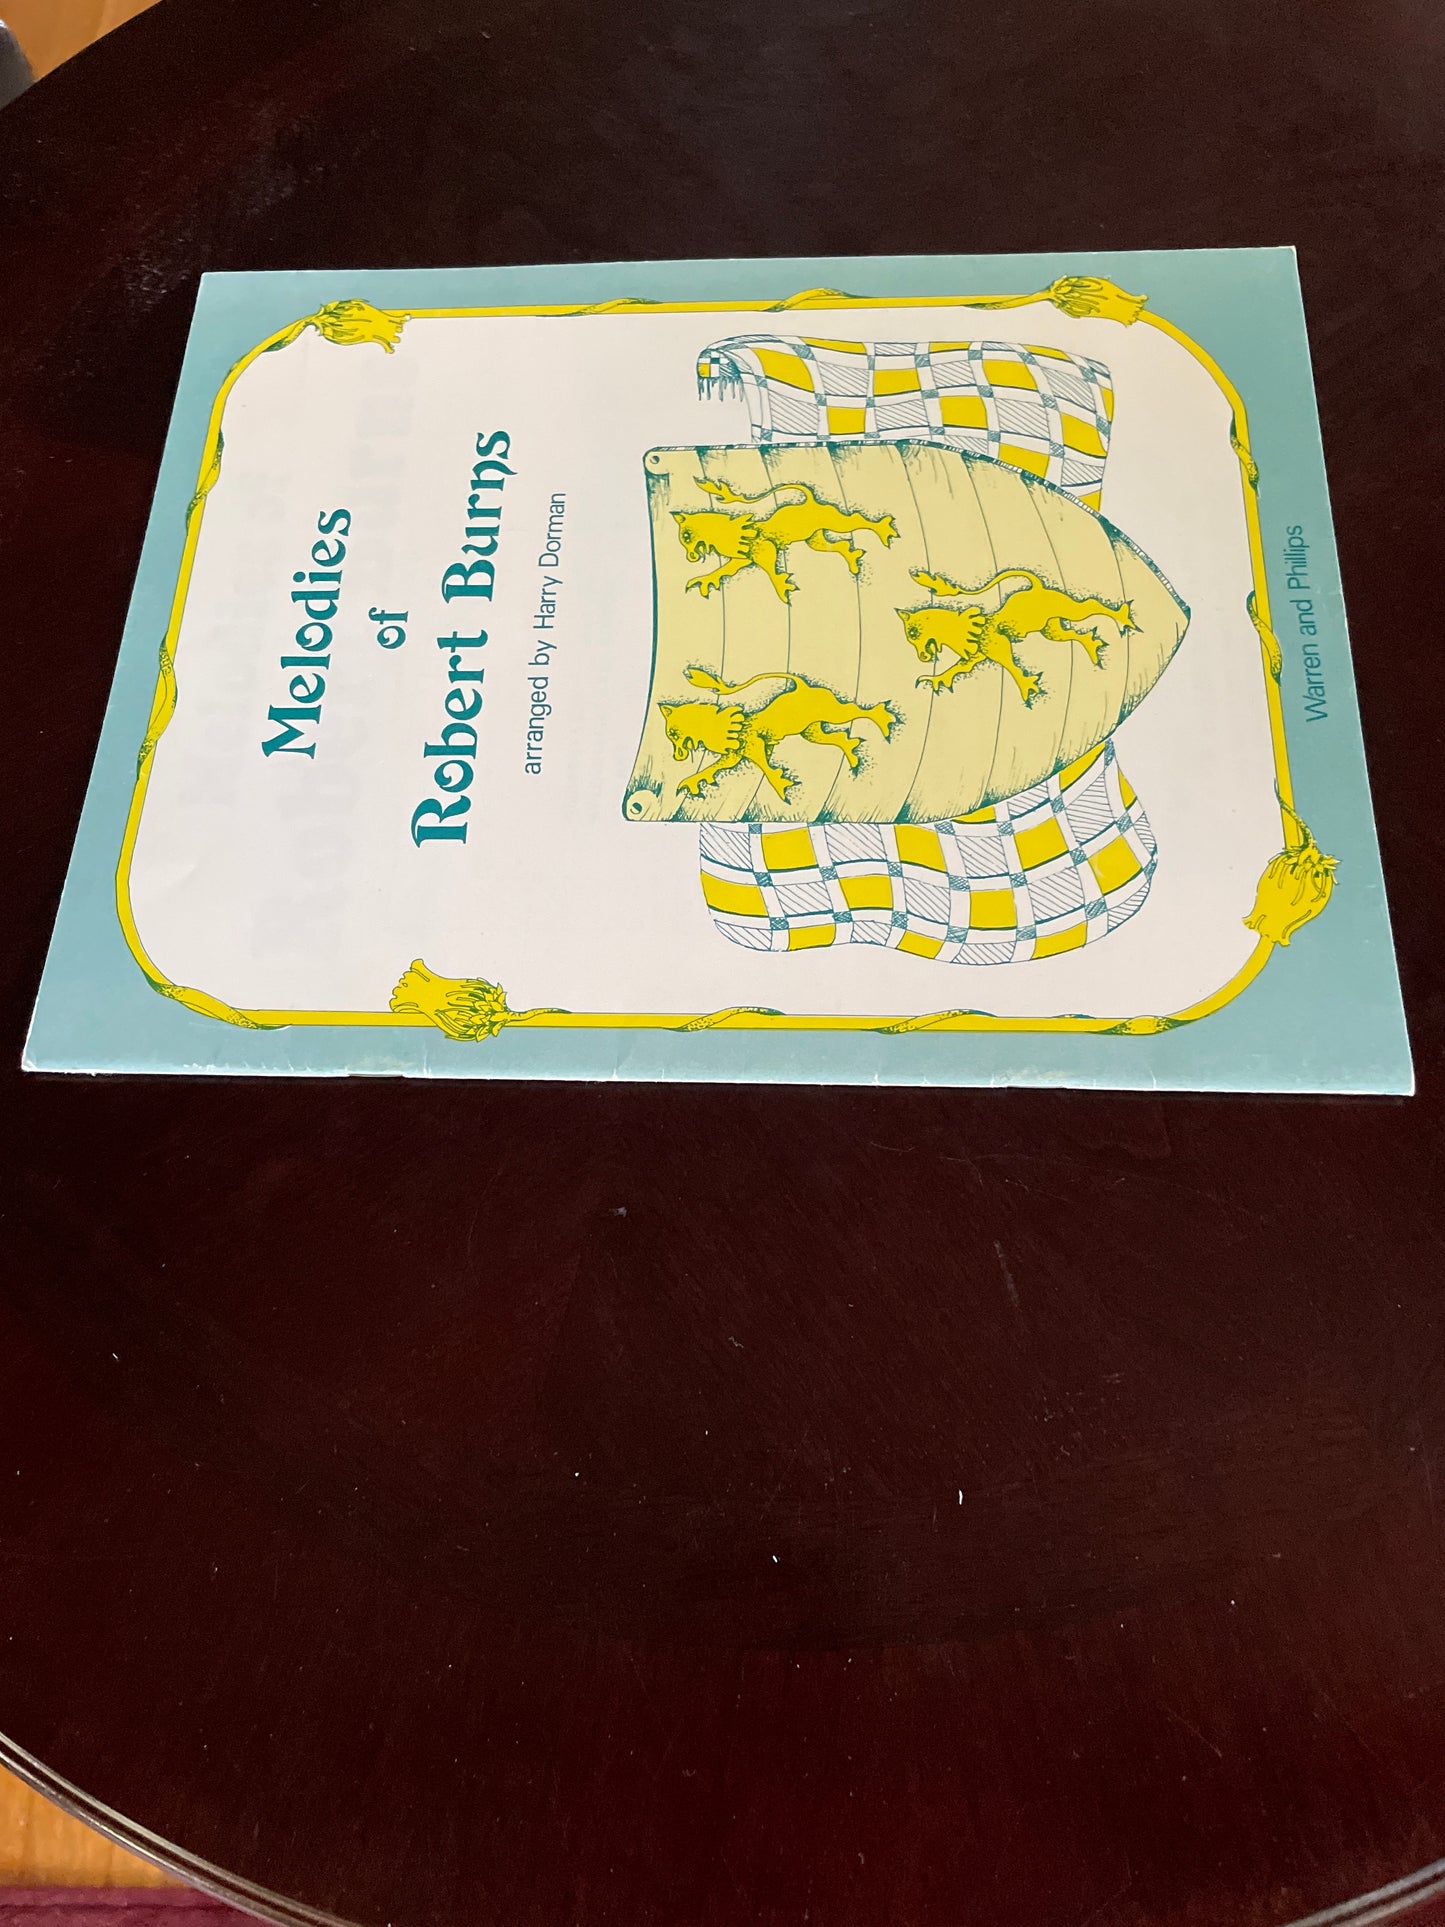 Melodies
of
Robert Burns
arranged by Harry Dorman
Warren and Phillips